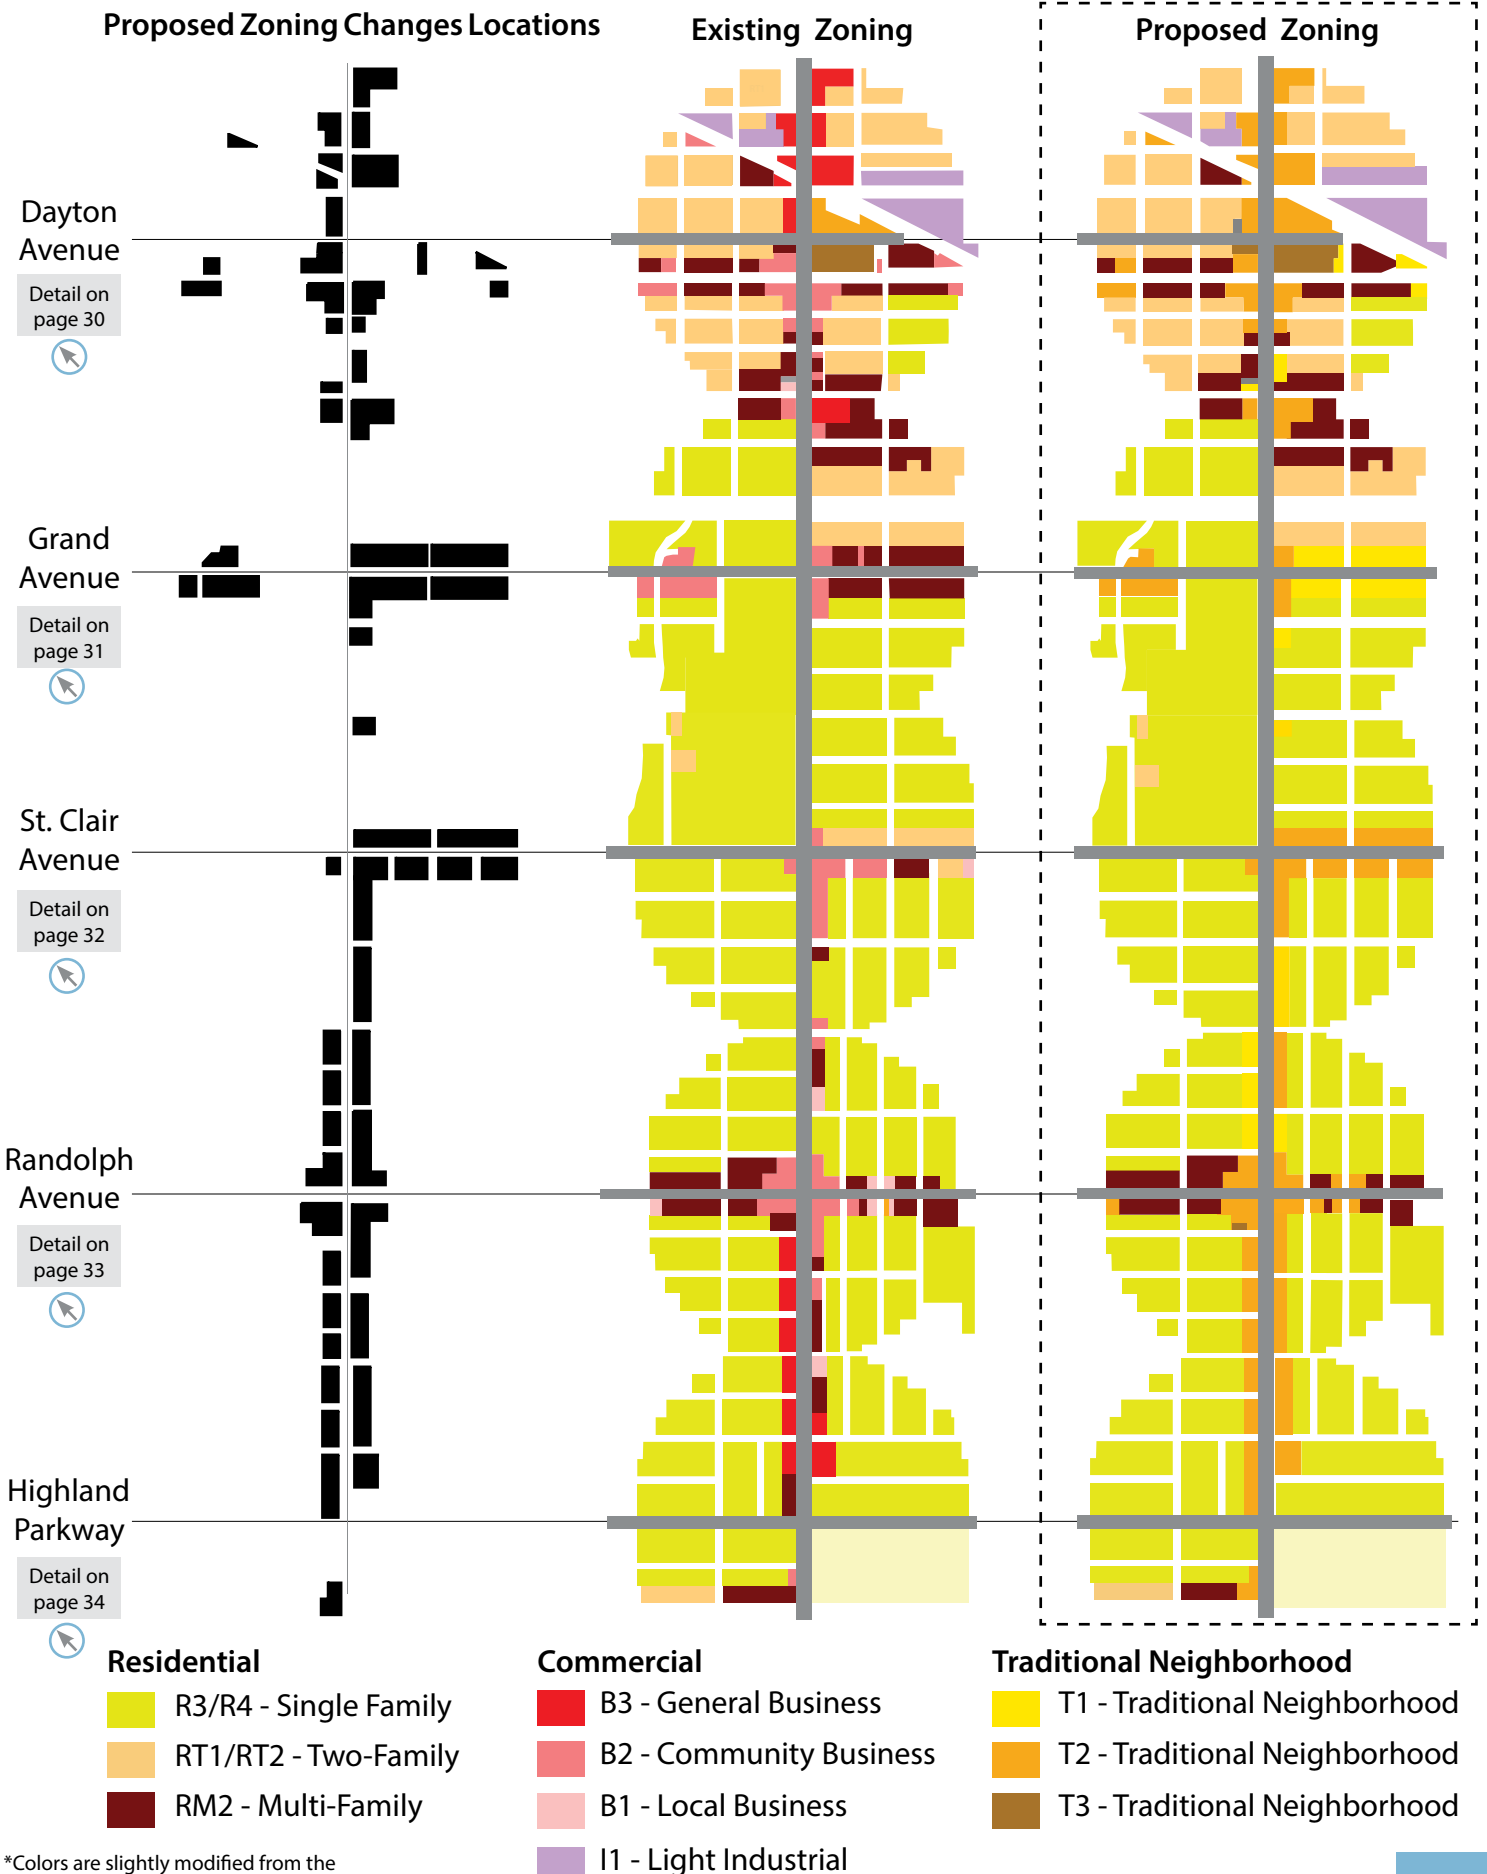 Proposed Zoning Changes Locations
Existing Zoning
Proposed Zoning
Dayton
Avenue
Detail on
page 30
Grand
Avenue
Detail on
page 31
St. Clair
Avenue
Detail on
page 32
Randolph
Avenue
Detail on
page 33
Highland
Parkway
Detail on
page 34
Residential
R3/R4 - Single Family
RT1/RT2 - Two-Family
RM2 - Multi-Family
Commercial
B3 - General Business
B2 - Community Business
B1 - Local Business
I1 - Light Industrial
Traditional Neighborhood
T1 - Traditional Neighborhood
T2 - Traditional Neighborhood
T3 - Traditional Neighborhood
*Colors are slightly modified from the